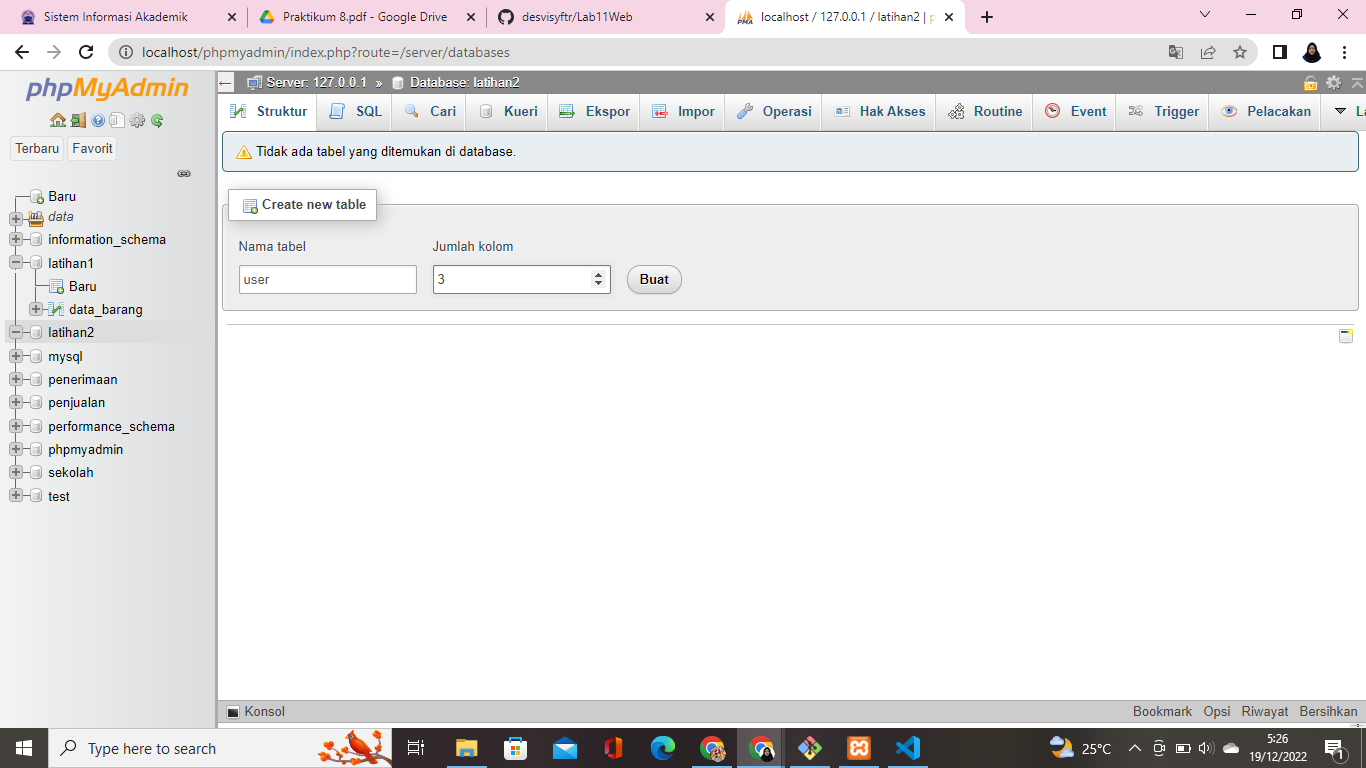 Sistem Informasi Akademik
Praktikum 8.pdf - Google Drive
desvisyftr/Lab11Web
localhost / 127.0.0.1 / latihan2 | p
localhost/phpmyadmin/index.php?route=/server/databases
phpMyAdmin
Terbaru Favorit
Baru
data
information_schema
latihan1
Baru
data_barang
latihan2
mysql
penerimaan
penjualan
performance_schema
phpmyadmin
sekolah
test
Server: 127.0.0.1 » Database: latihan2
Struktur SQL Cari Kueri Ekspor Impor Operasi Hak Akses Routine Event Trigger Pelacakan La
Tidak ada tabel yang ditemukan di database.
Create new table
Nama tabel Jumlah kolom
user 3 Buat
Konsol Bookmark Opsi Riwayat Bersihkan
Type here to search
25°C
5:26
19/12/2022
1